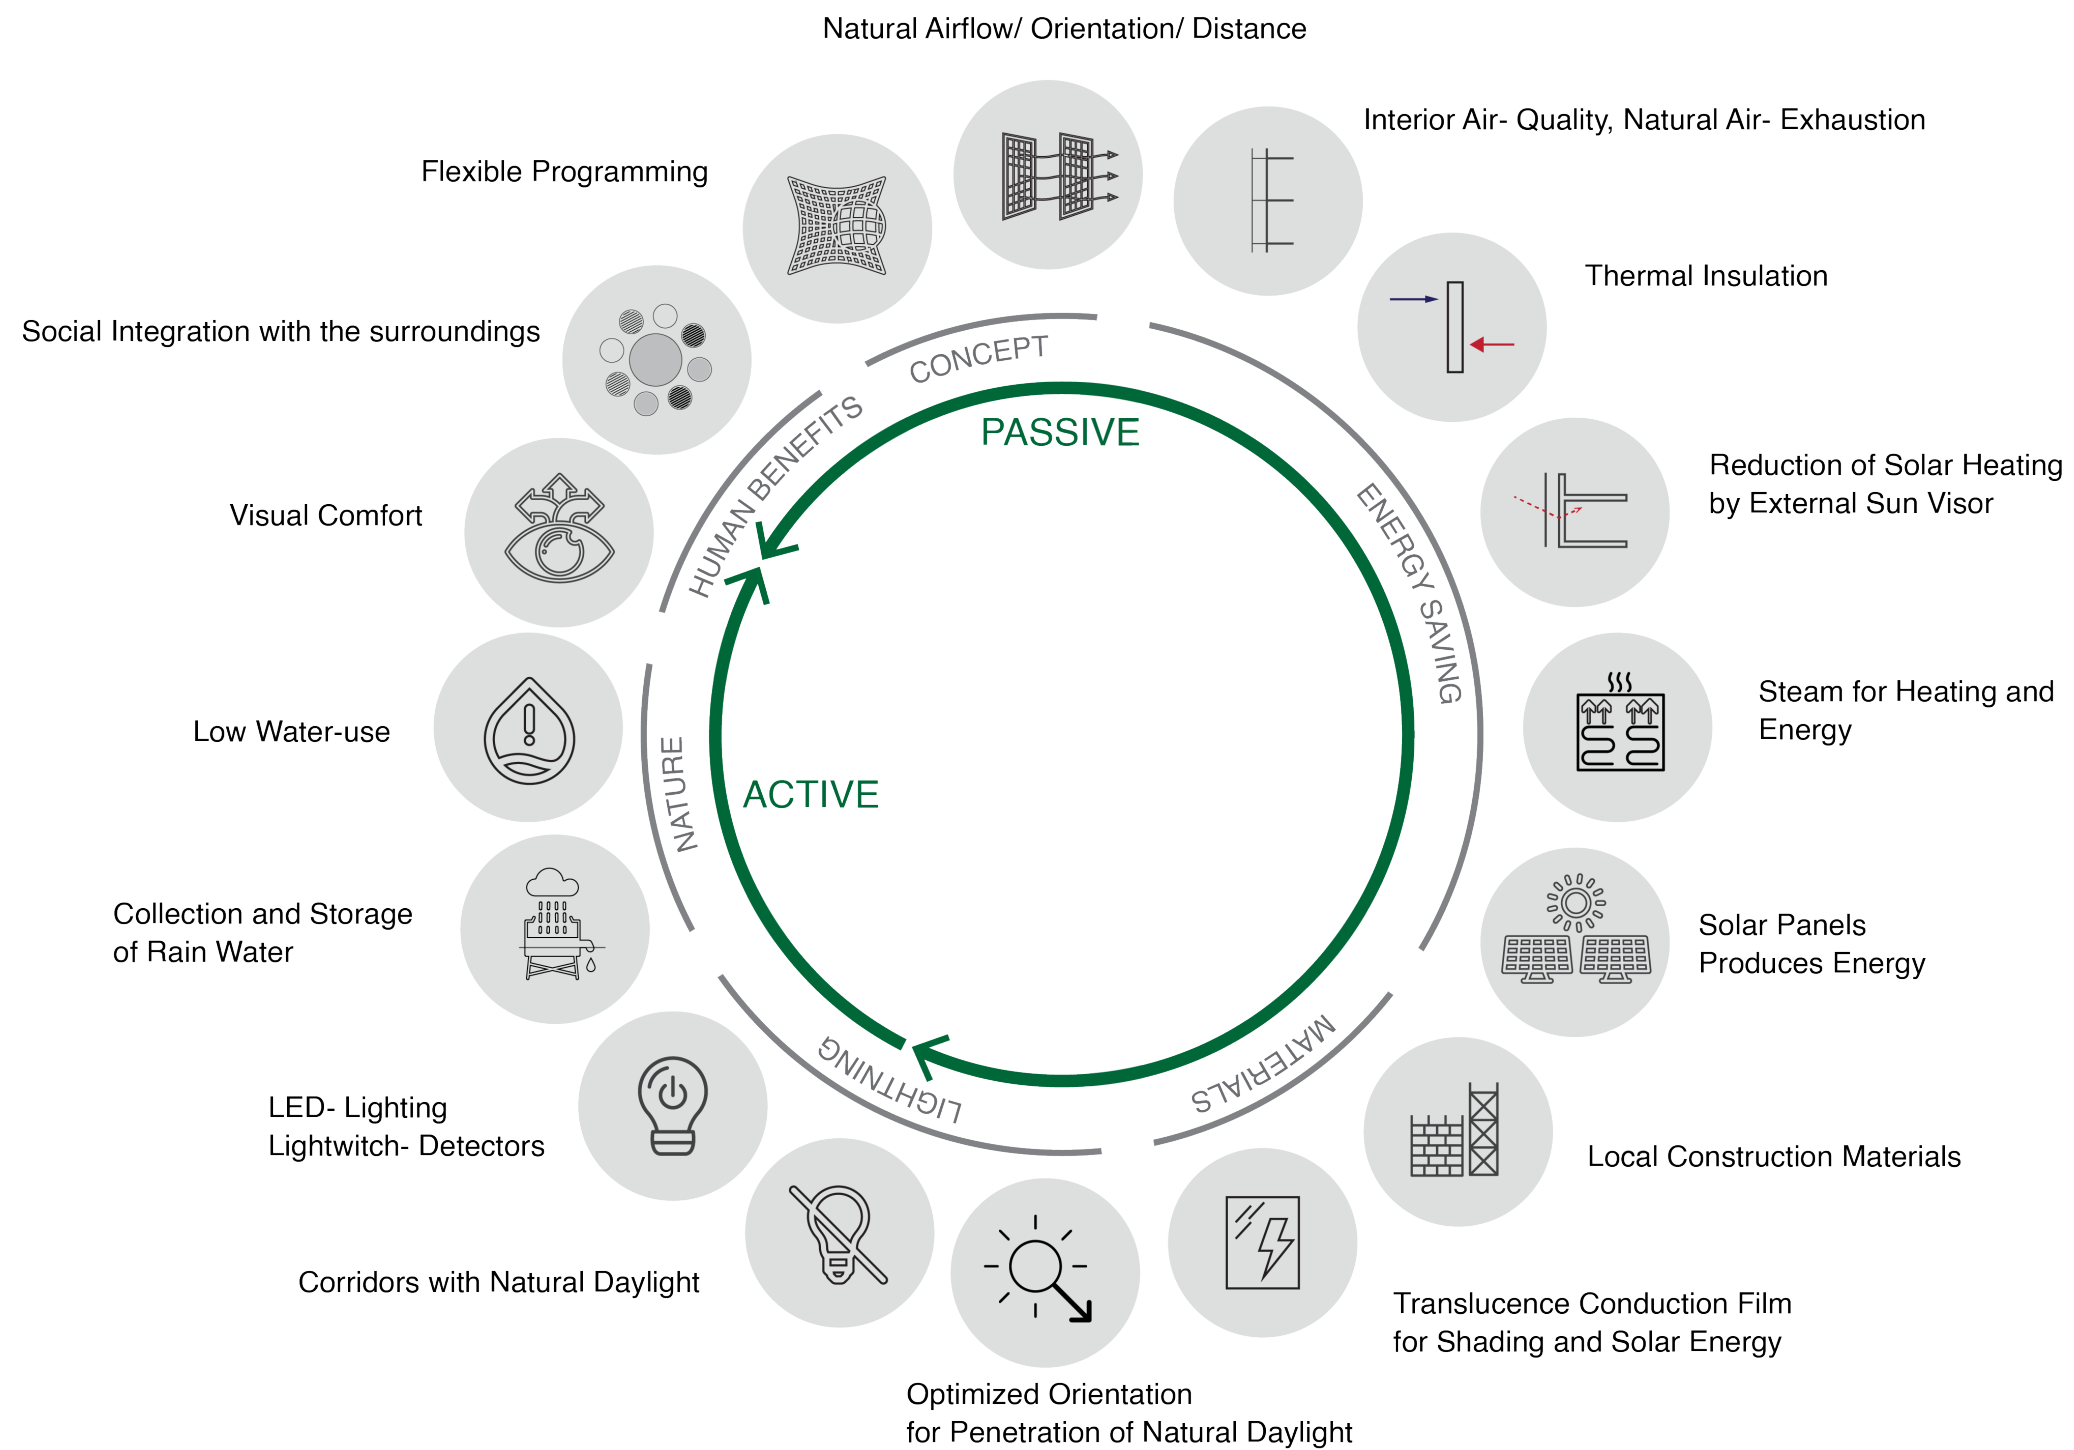 Natural Airflow/ Orientation/ Distance
Interior Air- Quality, Natural Air- Exhaustion
Flexible Programming
Thermal Insulation
Social Integration with the surroundings
CONCEPT
HUMAN BENEFITS
PASSIVE
ENERGY SAVING
Reduction of Solar Heating
by External Sun Visor
Visual Comfort
Steam for Heating and
Energy
Low Water-use
NATURE
ACTIVE
Collection and Storage
of Rain Water
Solar Panels
Produces Energy
LIGHTNING
MATERIALS
LED- Lighting
Lightwitch- Detectors
Local Construction Materials
Corridors with Natural Daylight
Translucence Conduction Film
for Shading and Solar Energy
Optimized Orientation
for Penetration of Natural Daylight